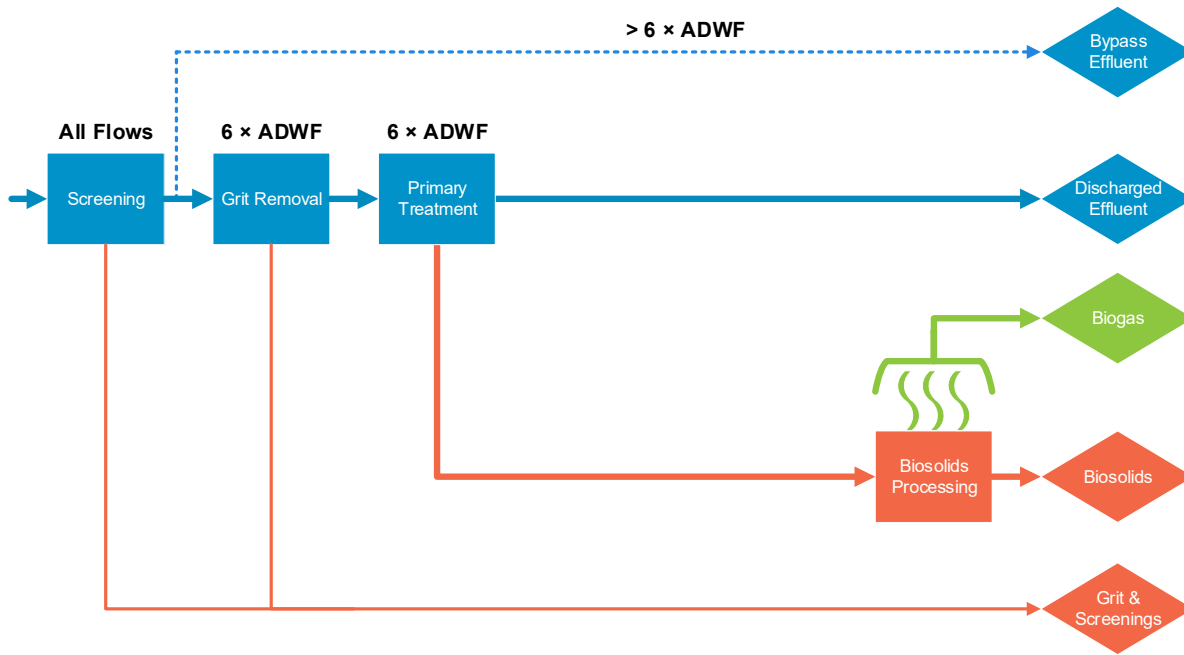 > 6 × ADWF
Bypass
Effluent
All Flows
6 × ADWF
6 × ADWF
Screening
Grit Removal
Primary
Treatment
Discharged
Effluent
Biogas
Biosolids
Processing
Biosolids
Grit &
Screenings